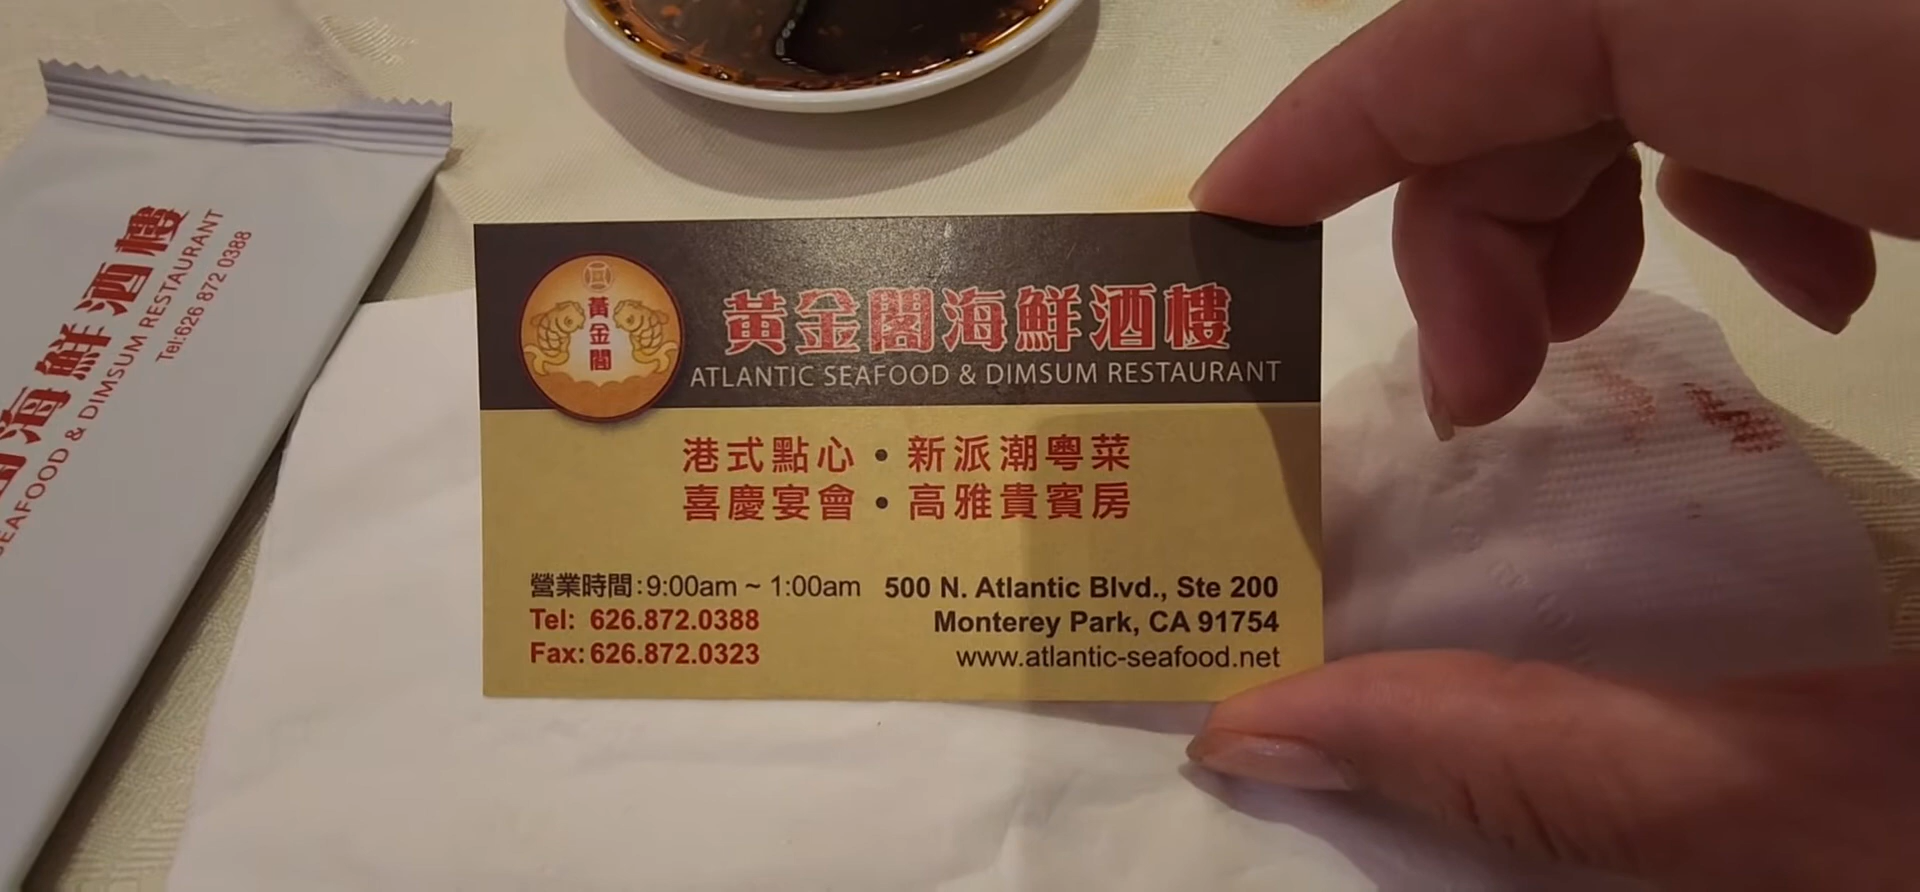 海鮮酒樓
SEAFOOD & DIMSUM RESTAURANT
Tel:626 872 0388
黃金閣
黃金閣海鮮酒樓
ATLANTIC SEAFOOD & DIMSUM RESTAURANT
港式點心・新派潮粵菜
喜慶宴會・高雅貴賓房
營業時間:9:00am ~ 1:00am
Tel: 626.872.0388
Fax: 626.872.0323
500 N. Atlantic Blvd., Ste 200
Monterey Park, CA 91754
www.atlantic-seafood.net